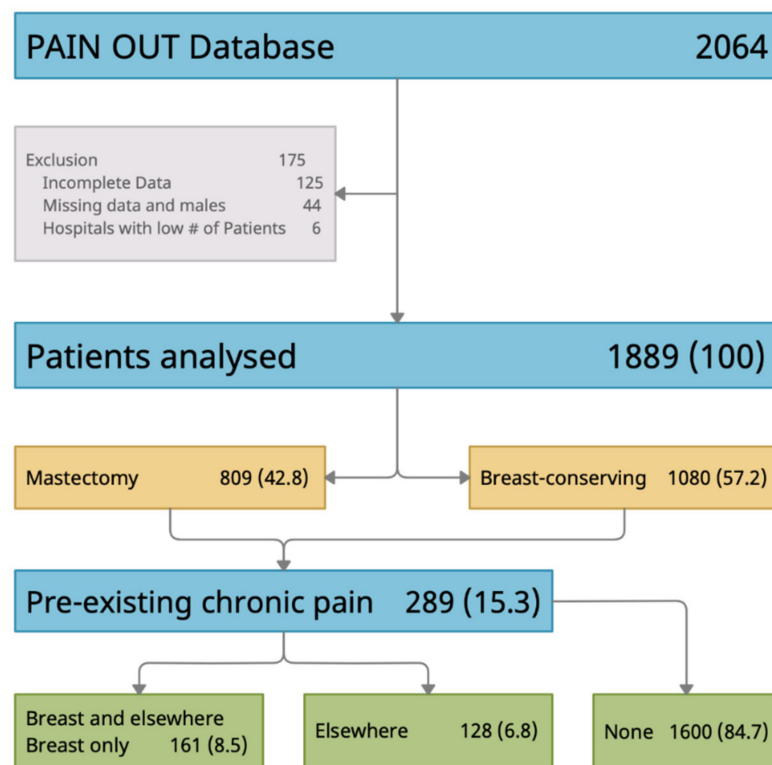 PAIN OUT Database 2064
Exclusion 175
Incomplete Data 125
Missing data and males 44
Hospitals with low # of Patients 6
Patients analysed 1889 (100)
Mastectomy 809 (42.8)
Breast-conserving 1080 (57.2)
Pre-existing chronic pain 289 (15.3)
Breast and elsewhere
Breast only 161 (8.5)
Elsewhere 128 (6.8)
None 1600 (84.7)